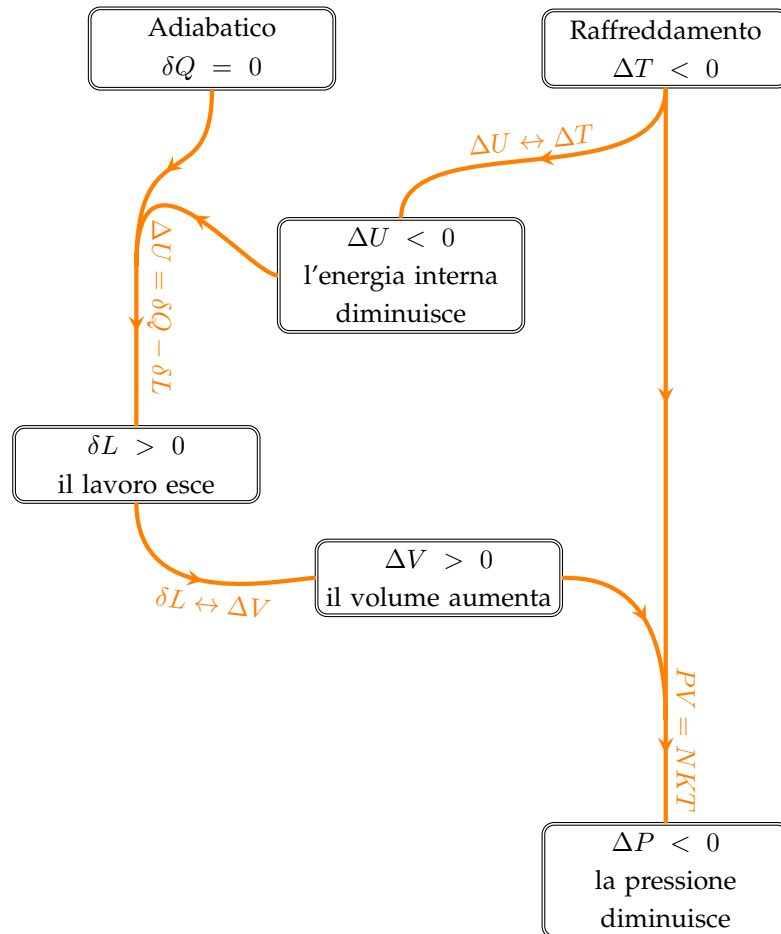 Adiabatico
δQ = 0
Raffreddamento
ΔT < 0
ΔU ↔ ΔT
ΔU < 0
l'energia interna
diminuisce
ΔU = δQ − δL
δL > 0
il lavoro esce
ΔV > 0
il volume aumenta
δL ↔ ΔV
PV = NKT
ΔP < 0
la pressione
diminuisce